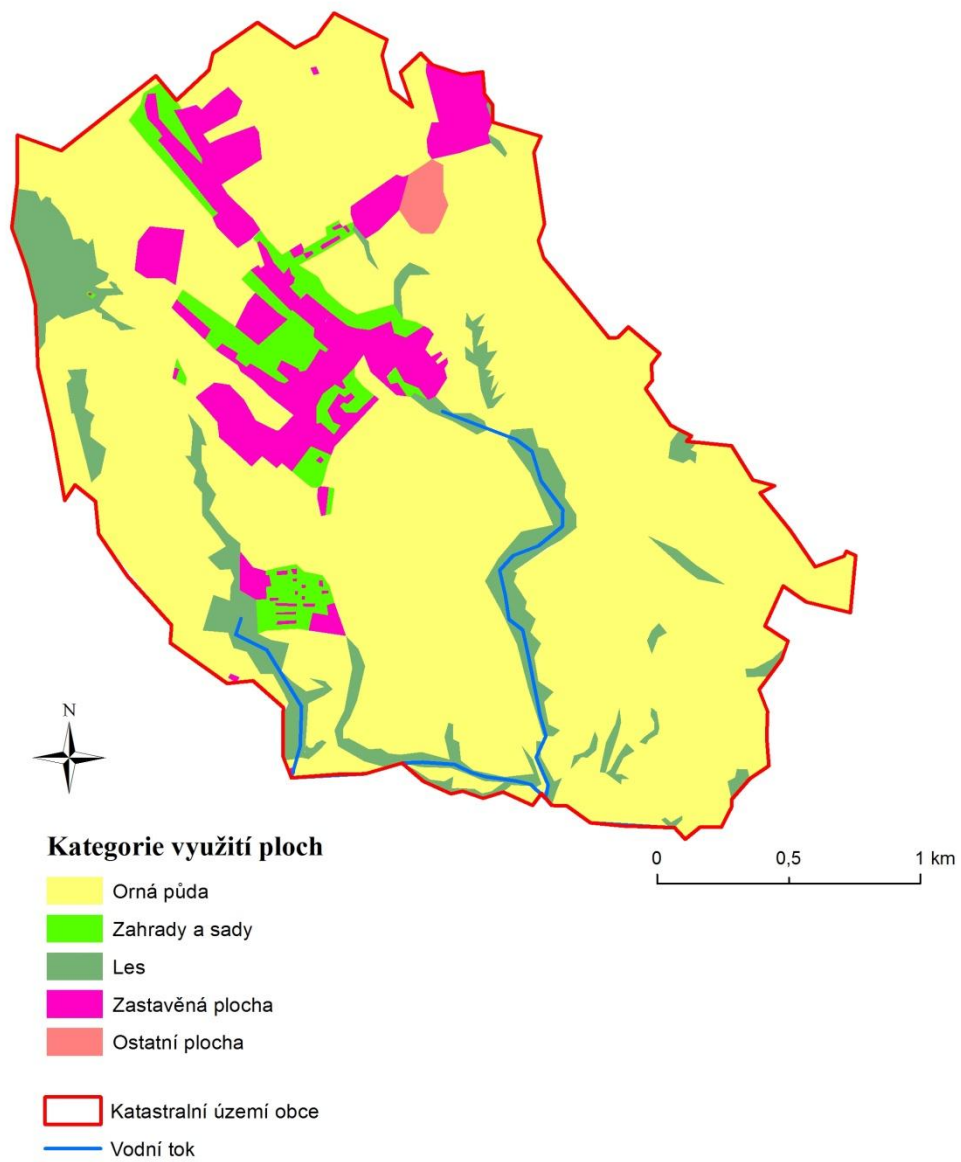 N
Kategorie využití ploch
0 0,5 1 km
Orná půda
Zahrady a sady
Les
Zastavěná plocha
Ostatní plocha
Katastralní území obce
Vodní tok